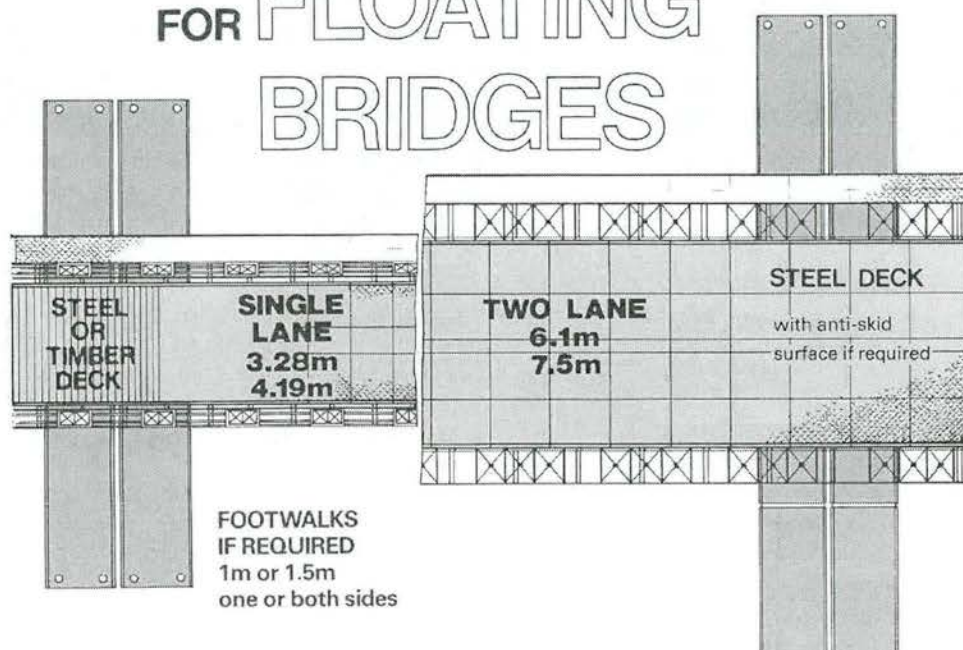 FOR FLOATING
BRIDGES
STEEL
OR
TIMBER
DECK
SINGLE
LANE
3.28m
4.19m
TWO LANE
6.1m
7.5m
STEEL DECK
with anti-skid
surface if required
FOOTWALKS
IF REQUIRED
1m or 1.5m
one or both sides